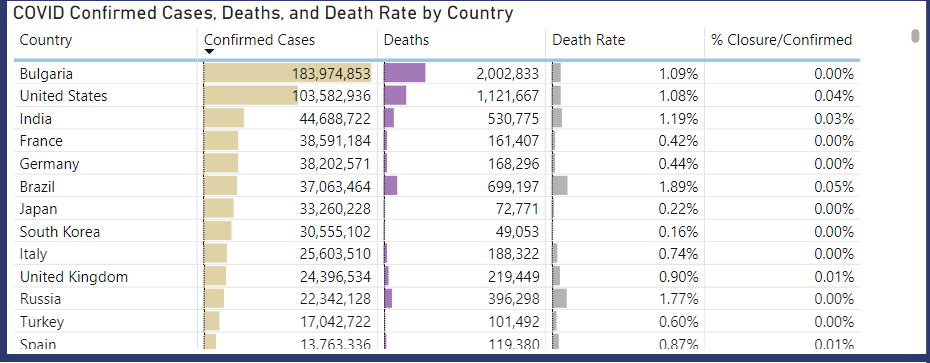 COVID Confirmed Cases, Deaths, and Death Rate by Country
Country Confirmed Cases Deaths Death Rate % Closure/Confirmed
Bulgaria 183,974,853 2,002,833 1.09% 0.00%
United States 103,582,936 1,121,667 1.08% 0.04%
India 44,688,722 530,775 1.19% 0.03%
France 38,591,184 161,407 0.42% 0.00%
Germany 38,202,571 168,296 0.44% 0.00%
Brazil 37,063,464 699,197 1.89% 0.05%
Japan 33,260,228 72,771 0.22% 0.00%
South Korea 30,555,102 49,053 0.16% 0.00%
Italy 25,603,510 188,322 0.74% 0.00%
United Kingdom 24,396,534 219,449 0.90% 0.01%
Russia 22,342,128 396,298 1.77% 0.00%
Turkey 17,042,722 101,492 0.60% 0.00%
Spain 13,763,336 119,380 0.87% 0.01%